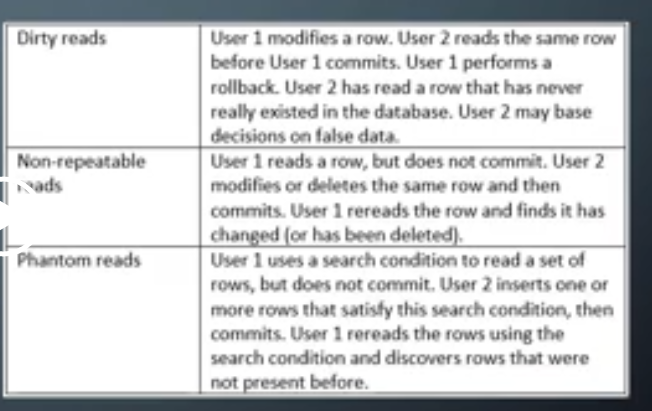 Dirty reads
User 1 modifies a row. User 2 reads the same row
before User 1 commits. User 1 performs a
rollback. User 2 has read a row that has never
really existed in the database. User 2 may base
decisions on false data.
Non-repeatable
reads
User 1 reads a row, but does not commit. User 2
modifies or deletes the same row and then
commits. User 1 rereads the row and finds it has
changed (or has been deleted).
Phantom reads
User 1 uses a search condition to read a set of
rows, but does not commit. User 2 inserts one or
more rows that satisfy this search condition, then
commits. User 1 rereads the rows using the
search condition and discovers rows that were
not present before.